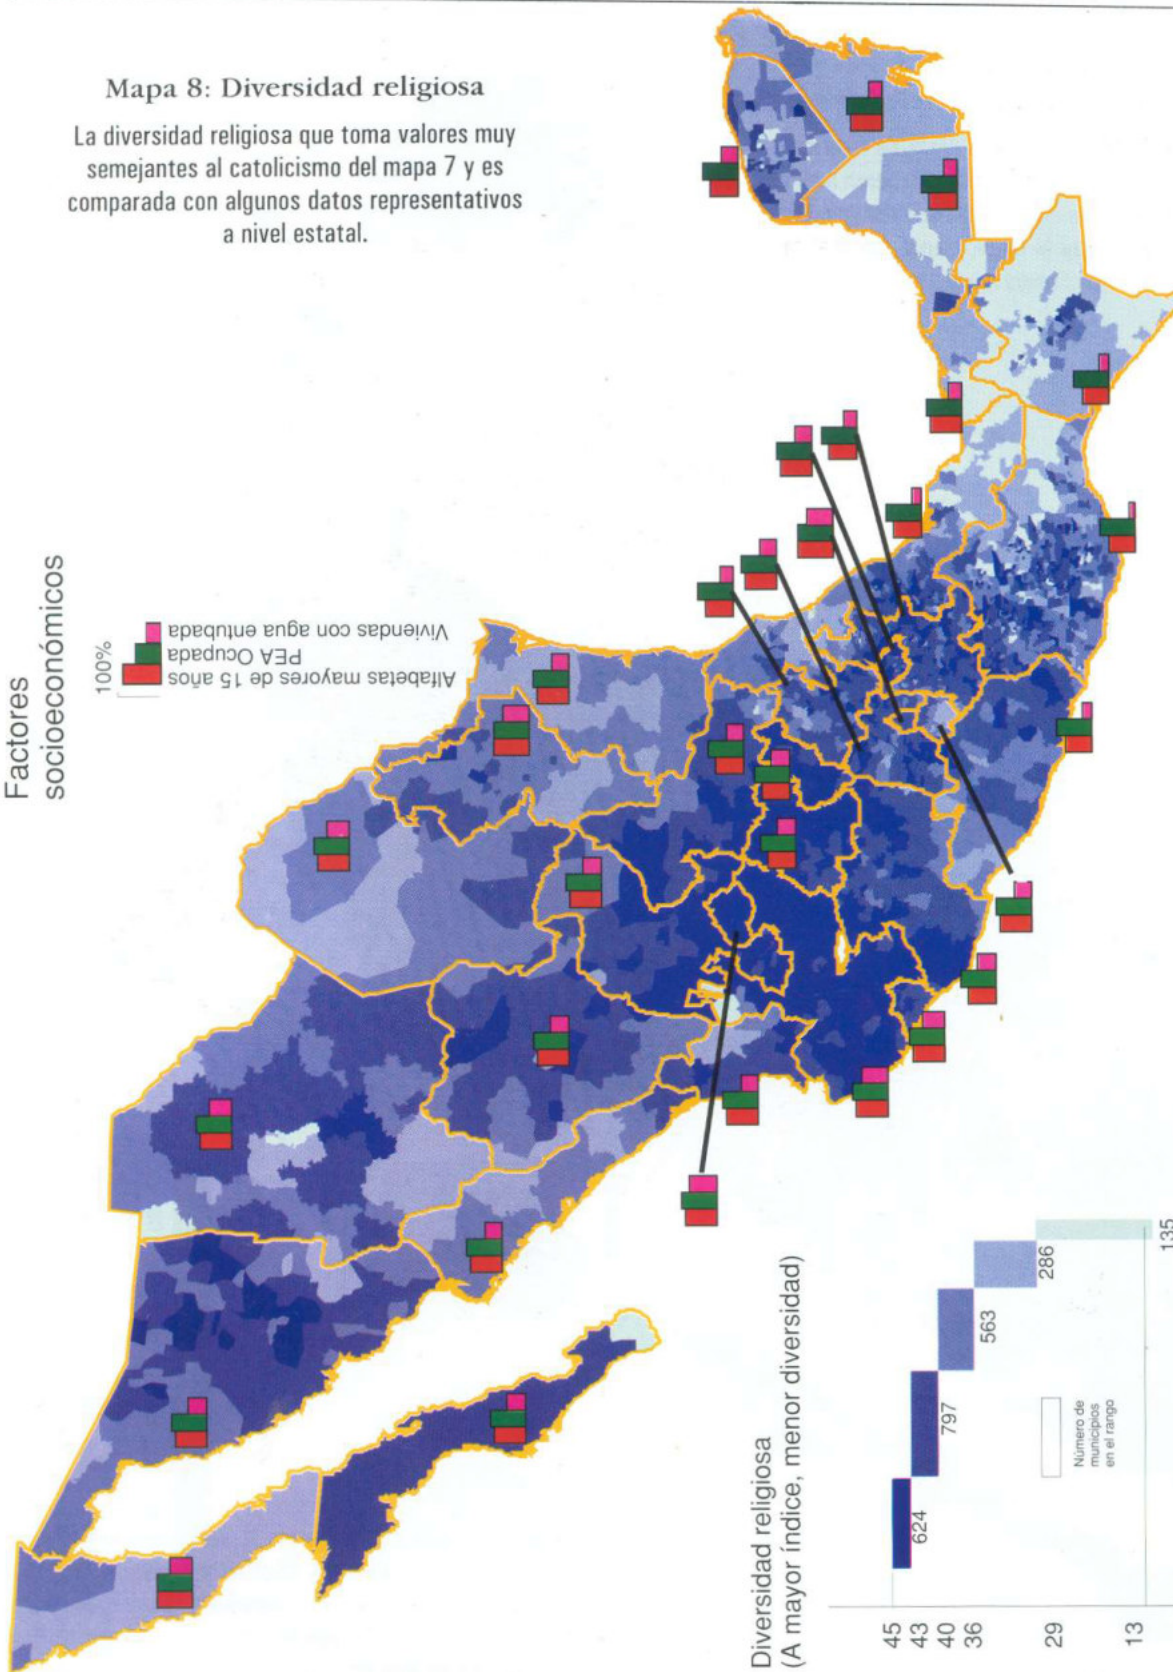 Mapa 8: Diversidad religiosa
La diversidad religiosa que toma valores muy
semejantes al catolicismo del mapa 7 y es
comparada con algunos datos representativos
a nivel estatal.
Factores
socioeconómicos
100%
Viviendas con agua entubada
PEA Ocupada
Alfabetas mayores de 15 años
Diversidad religiosa
(A mayor índice, menor diversidad)
45
43
40
36
29
13
624
797
563
286
135
Número de
municipios
en el rango